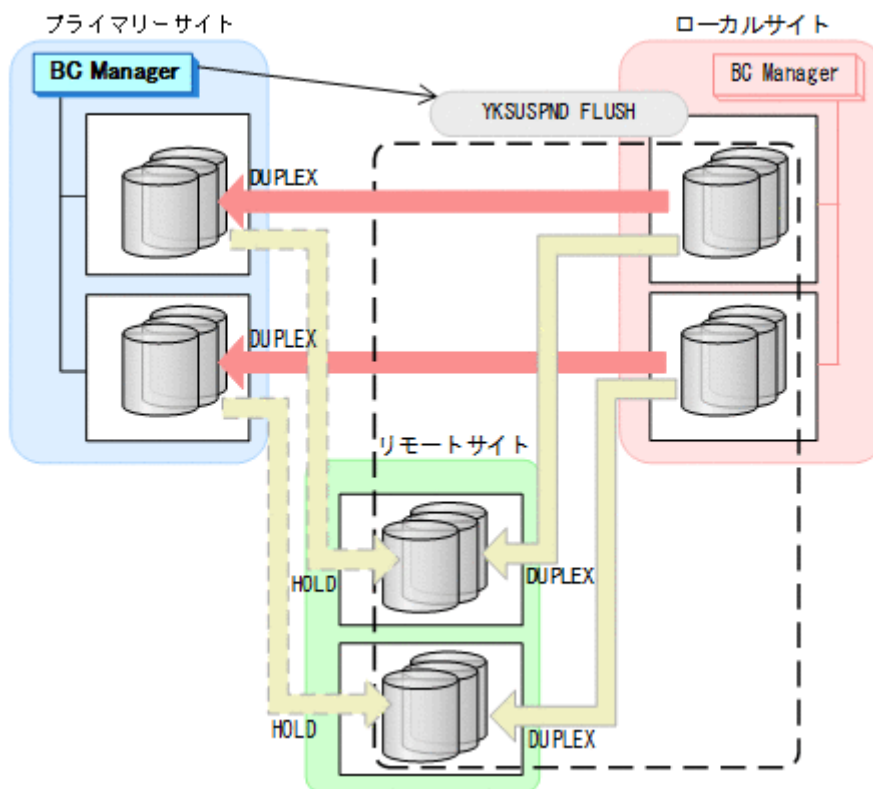 プライマリーサイト
ローカルサイト
BC Manager
BC Manager
YKSUSPND FLUSH
DUPLEX
DUPLEX
リモートサイト
HOLD
DUPLEX
HOLD
DUPLEX